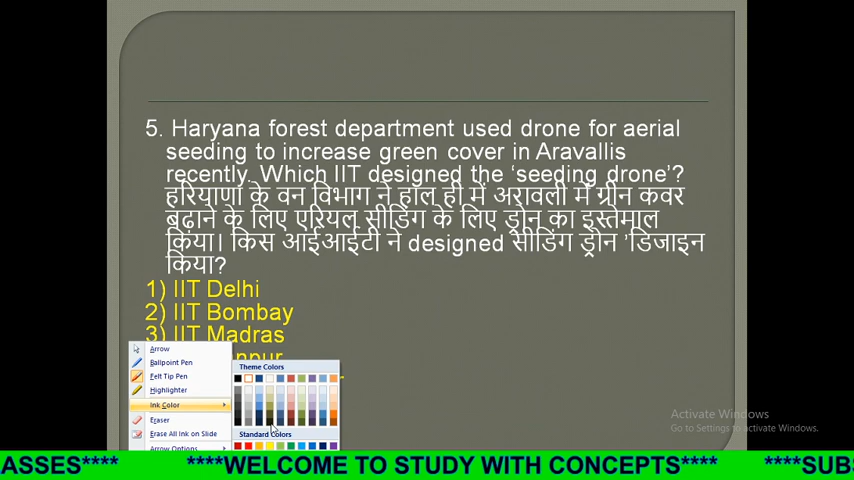 5. Haryana forest department used drone for aerial
seeding to increase green cover in Aravallis
recently. Which IIT designed the ‘seeding drone’?
हरियाणा के वन विभाग ने हाल ही में अरावली में ग्रीन कवर
बढ़ाने के लिए एरियल सीडिंग के लिए ड्रोन का इस्तेमाल
किया। किस आईआईटी ने designed सीडिंग ड्रोन 'डिजाइन
किया?
1) IIT Delhi
2) IIT Bombay
3) IIT Madras
Arrow
Ballpoint Pen
Felt Tip Pen
Highlighter
Ink Color
Eraser
Erase All Ink on Slide
Arrow Options
Theme Colors
Standard Colors
Activate Windows
Go to Settings to activate Windows.
ASSES**** ****WELCOME TO STUDY WITH CONCEPTS**** ****SUB